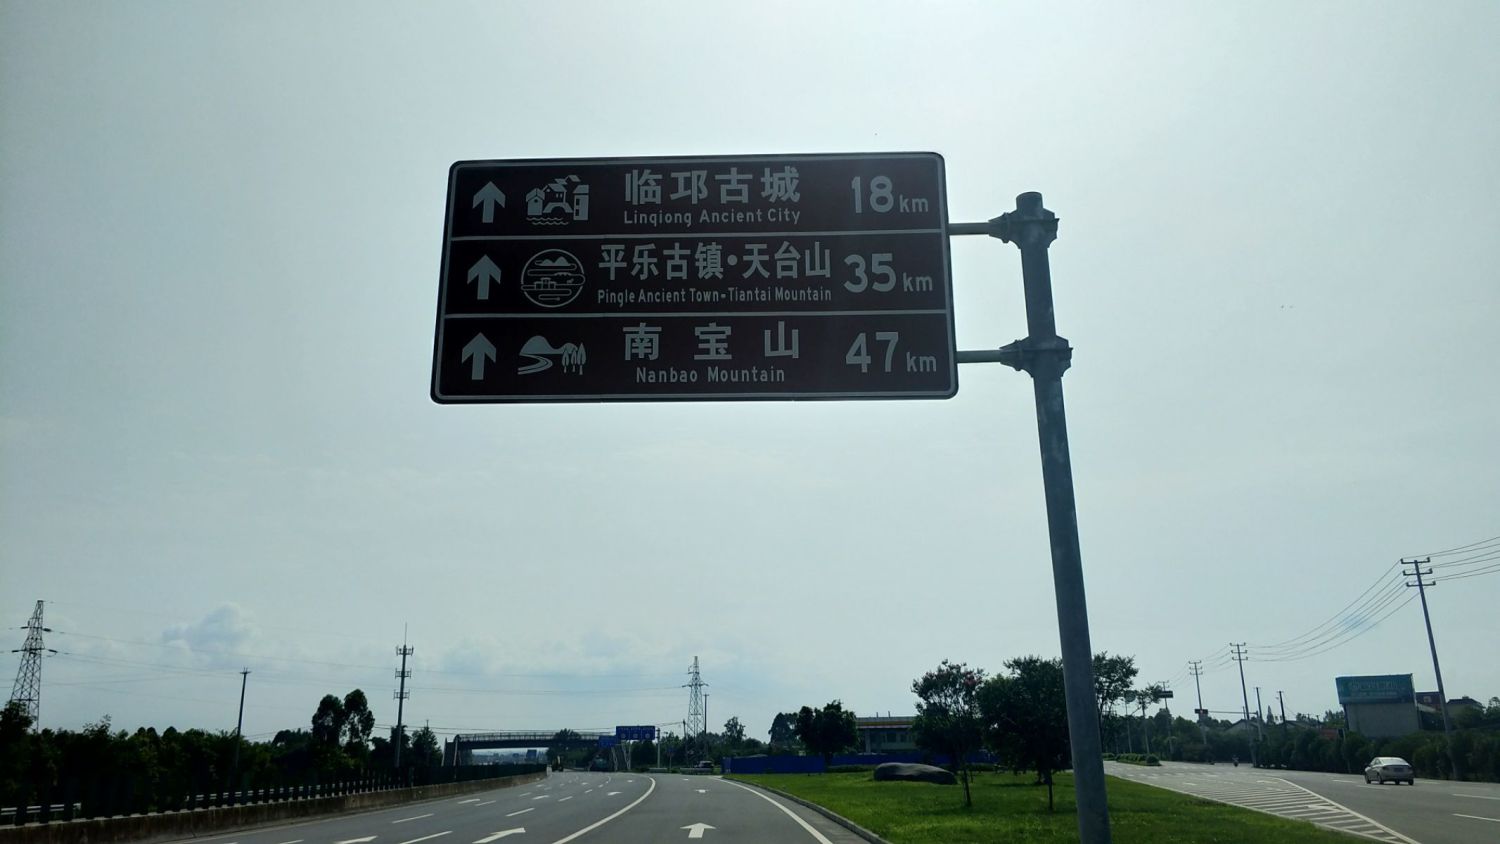 临邛古城 18km
Linqiong Ancient City
平乐古镇·天台山 35km
Pingle Ancient Town-Tiantai Mountain
南宝山 47km
Nanbao Mountain